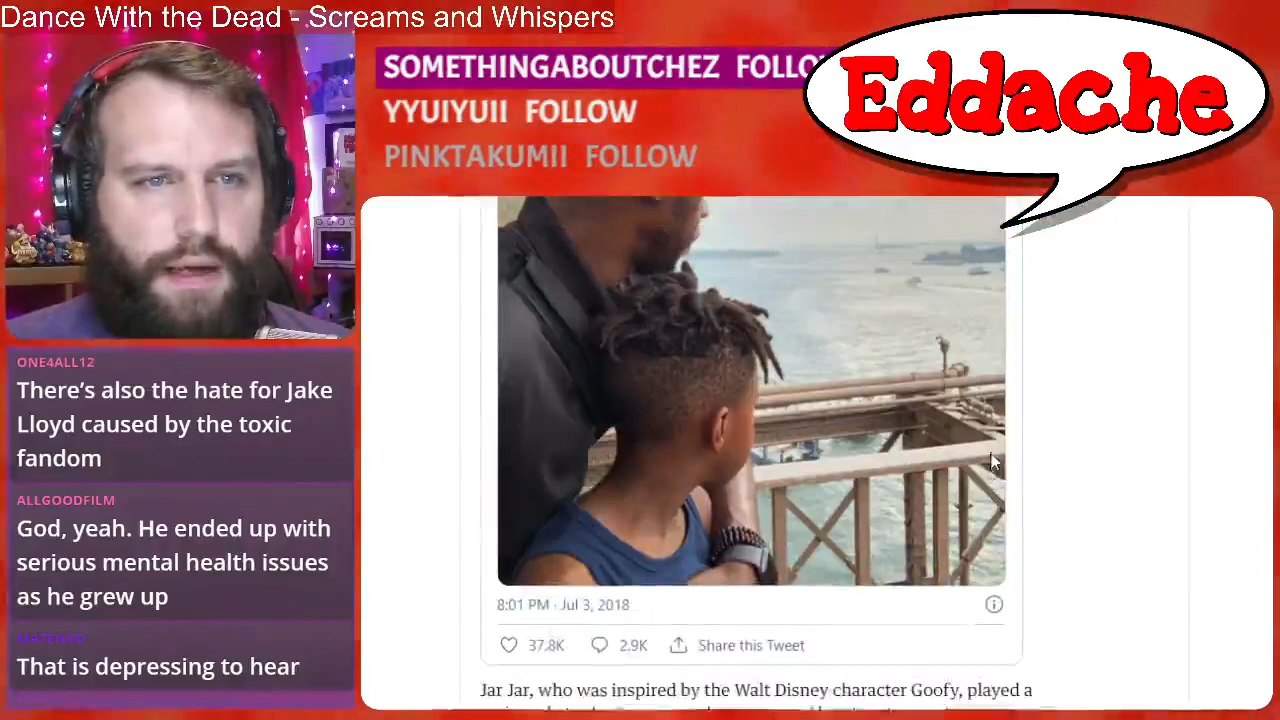 Dance With the Dead - Screams and Whispers
SOMETHINGABOUTCHEZ FOLLO
YYUIYUII FOLLOW
PINKTAKUMII FOLLOW
Eddache
ONE4ALL12
There's also the hate for Jake
Lloyd caused by the toxic
fandom
ALLGOODFILM
God, yeah. He ended up with
serious mental health issues
as he grew up
That is depressing to hear
8:01 PM · Jul 3, 2018
37.8K 2.9K Share this Tweet
Jar Jar, who was inspired by the Walt Disney character Goofy, played a